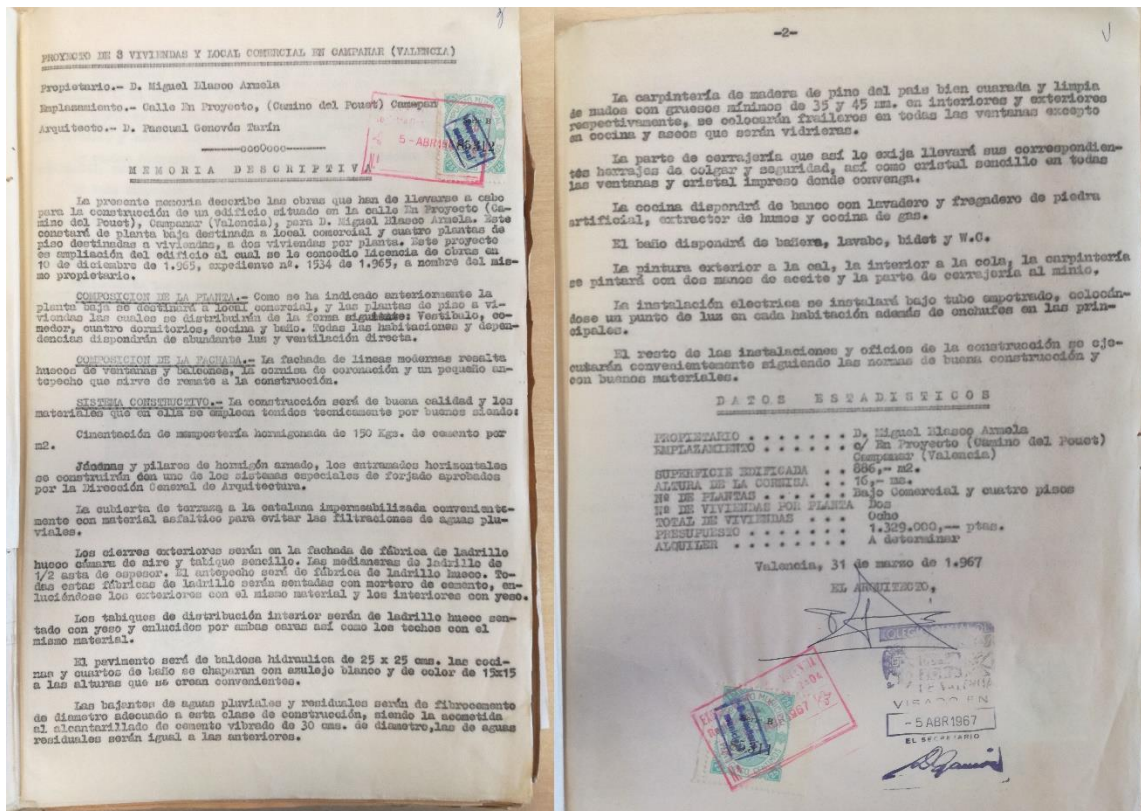 PROYECTO DE 8 VIVIENDAS Y LOCAL COMERCIAL EN CAMPANAR (VALENCIA)
Propietario.- D. Miguel Blasco Armela
Emplazamiento.- Calle En Proyecto, (Camino del Pouet) Campan
Arquitecto.- D. Pascual Genovés Tarín
-------ooo0ooo-------
5-ABR
MEMORIA DESCRIPTIVA
La presente memoria describe las obras que han de llevarse a cabo
para la construcción de un edificio situado en la calle En Proyecto (Ca-
mino del Pouet), Campanar (Valencia), para D. Miguel Blasco Armela. Este
constará de planta baja destinada a local comercial y cuatro plantas de
piso destinadas a viviendas, a dos viviendas por planta. Este proyecto
es ampliación del edificio al cual se le concedio Licencia de obras en
10 de diciembre de 1.965, expediente nº. 1534 de 1.965, a nombre del mis-
mo propietario.
COMPOSICION DE LA PLANTA.- Como se ha indicado anteriormente la
planta baja se destinará a local comercial, y las plantas de piso a vi-
viendas las cuales se distribuirán de la forma siguiente: Vestibulo, co-
medor, cuatro dormitorios, cocina y baño. Todas las habitaciones y depen-
dencias dispondrán de abundante luz y ventilación directa.
COMPOSICION DE LA FACHADA.- La fachada de lineas modernas resalta
huecos de ventanas y balcones, la cornisa de coronación y un pequeño an-
tepecho que sirve de remate a la construcción.
SISTEMA CONSTRUCTIVO.- La construcción será de buena calidad y los
materiales que en ella se emplean tenidos tecnicamente por buenos siendo:
Cimentación de mampostería hormigonada de 150 Kgs. de cemento por
m2.
Jácenas y pilares de hormigón armado, los entramados horizontales
se construirán con uno de los sistemas especiales de forjado aprobados
por la Dirección General de Arquitectura.
La cubierta de terraza a la catalana impermeabilizada conveniente-
mente con material asfaltico para evitar las filtraciones de aguas plu-
viales.
Los cierres exteriores serán en la fachada de fábrica de ladrillo
hueco cámara de aire y tabique sencillo. Las medianeras de ladrillo de
1/2 asta de espesor. El antepecho será de fábrica de ladrillo hueco. To-
das estas fábricas de ladrillo serán sentadas con mortero de cemento, en-
luciéndose los exteriores con el mismo material y los interiores con yeso.
Los tabiques de distribución interior serán de ladrillo hueco sen-
tado con yeso y enlucidos por ambas caras así como los techos con el
mismo material.
El pavimento será de baldosa hidraulica de 25 x 25 cms. las coci-
nas y cuartos de baño se chaparan con azulejo blanco y de color de 15x15
a las alturas que se crean convenientes.
Las bajantes de aguas pluviales y residuales serán de fibrocemento
de diametro adecuado a esta clase de construcción, siendo la acometida
al alcantarillado de cemento vibrado de 30 cms. de diametro,las de aguas
residuales serán igual a las anteriores.
-2-
La carpintería de madera de pino del pais bien cuarada y limpia
de nudos con gruesos mínimos de 35 y 45 mm. en interiores y exteriores
respectivamente, se colocarán fraileros en todas las ventanas excepto
en cocina y aseos que serán vidrieras.
La parte de cerrajería que así lo exija llevará sus correspondien-
tes herrajes de colgar y seguridad, así como cristal sencillo en todas
las ventanas y cristal impreso donde convenga.
La cocina dispondrá de banco con lavadero y fregadero de piedra
artificial, extractor de humos y cocina de gas.
El baño dispondrá de bañera, lavabo, bidet y W.C.
La pintura exterior a la cal, la interior a la cola, la carpintería
se pintará con dos manos de aceite y la parte de cerrajería al minio.
La instalación electrica se instalará bajo tubo empotrado, colocán-
dose un punto de luz en cada habitación además de enchufos en las prin-
cipales.
El resto de las instalaciones y oficios de la construcción se eje-
cutarán convenientemente siguiendo las normas de buena construcción y
con buenos materiales.
DATOS ESTADISTICOS
PROPIETARIO . . . . . . . D. Miguel Blasco Armela
EMPLAZAMIENTO . . . . . . c/ En Proyecto (Camino del Pouet)
Campanar (Valencia)
SUPERFICIE EDIFICADA . . 886,- m2.
ALTURA DE LA CORNISA . . 16,- ms.
Nº DE PLANTAS . . . . . . Bajo Comercial y cuatro pisos
Nº DE VIVIENDAS POR PLANTA Dos
TOTAL DE VIVIENDAS . . . Ocho
PRESUPUESTO . . . . . . . 1.329.000,-- ptas.
ALQUILER . . . . . . . . A determinar
Valencia, 31 de marzo de 1.967
EL ARQUITECTO,
VISADO EN
- 5 ABR 1967
EL SECRETARIO